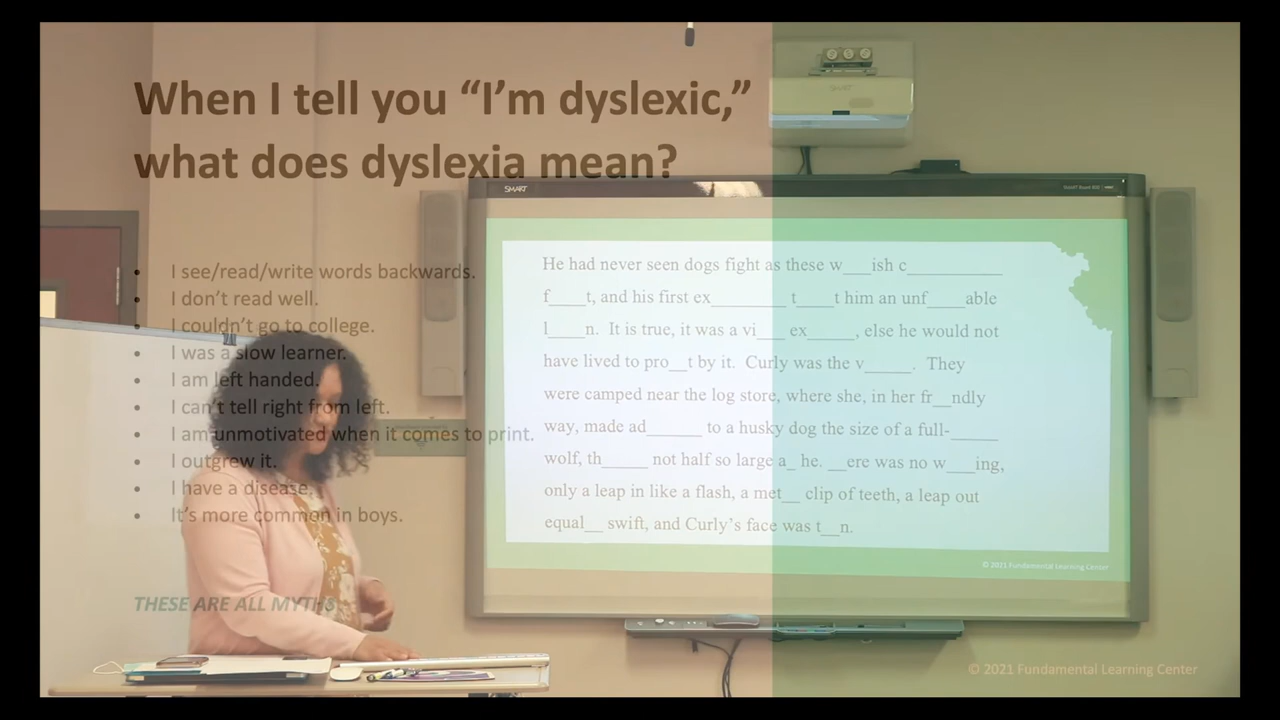 When I tell you “I’m dyslexic,”
what does dyslexia mean?
• I see/read/write words backwards.
• I don’t read well.
• I couldn’t go to college.
• I was a slow learner.
• I am left handed.
• I can’t tell right from left.
• I am unmotivated when it comes to print.
• I outgrew it.
• I have a disease.
• It’s more common in boys.
THESE ARE ALL MYTHS
SMART
He had never seen dogs fight as these w___ish c__________
f____t, and his first ex________ t____t him an unf____able
l____n. It is true, it was a vi___ ex_____, else he would not
have lived to pro__t by it. Curly was the v_____. They
were camped near the log store, where she, in her fr__ndly
way, made ad______ to a husky dog the size of a full-_____
wolf, th_____ not half so large a_ he. __ere was no w___ing,
only a leap in like a flash, a met__ clip of teeth, a leap out
equal__ swift, and Curly’s face was t__n.
© 2021 Fundamental Learning Center
© 2021 Fundamental Learning Center